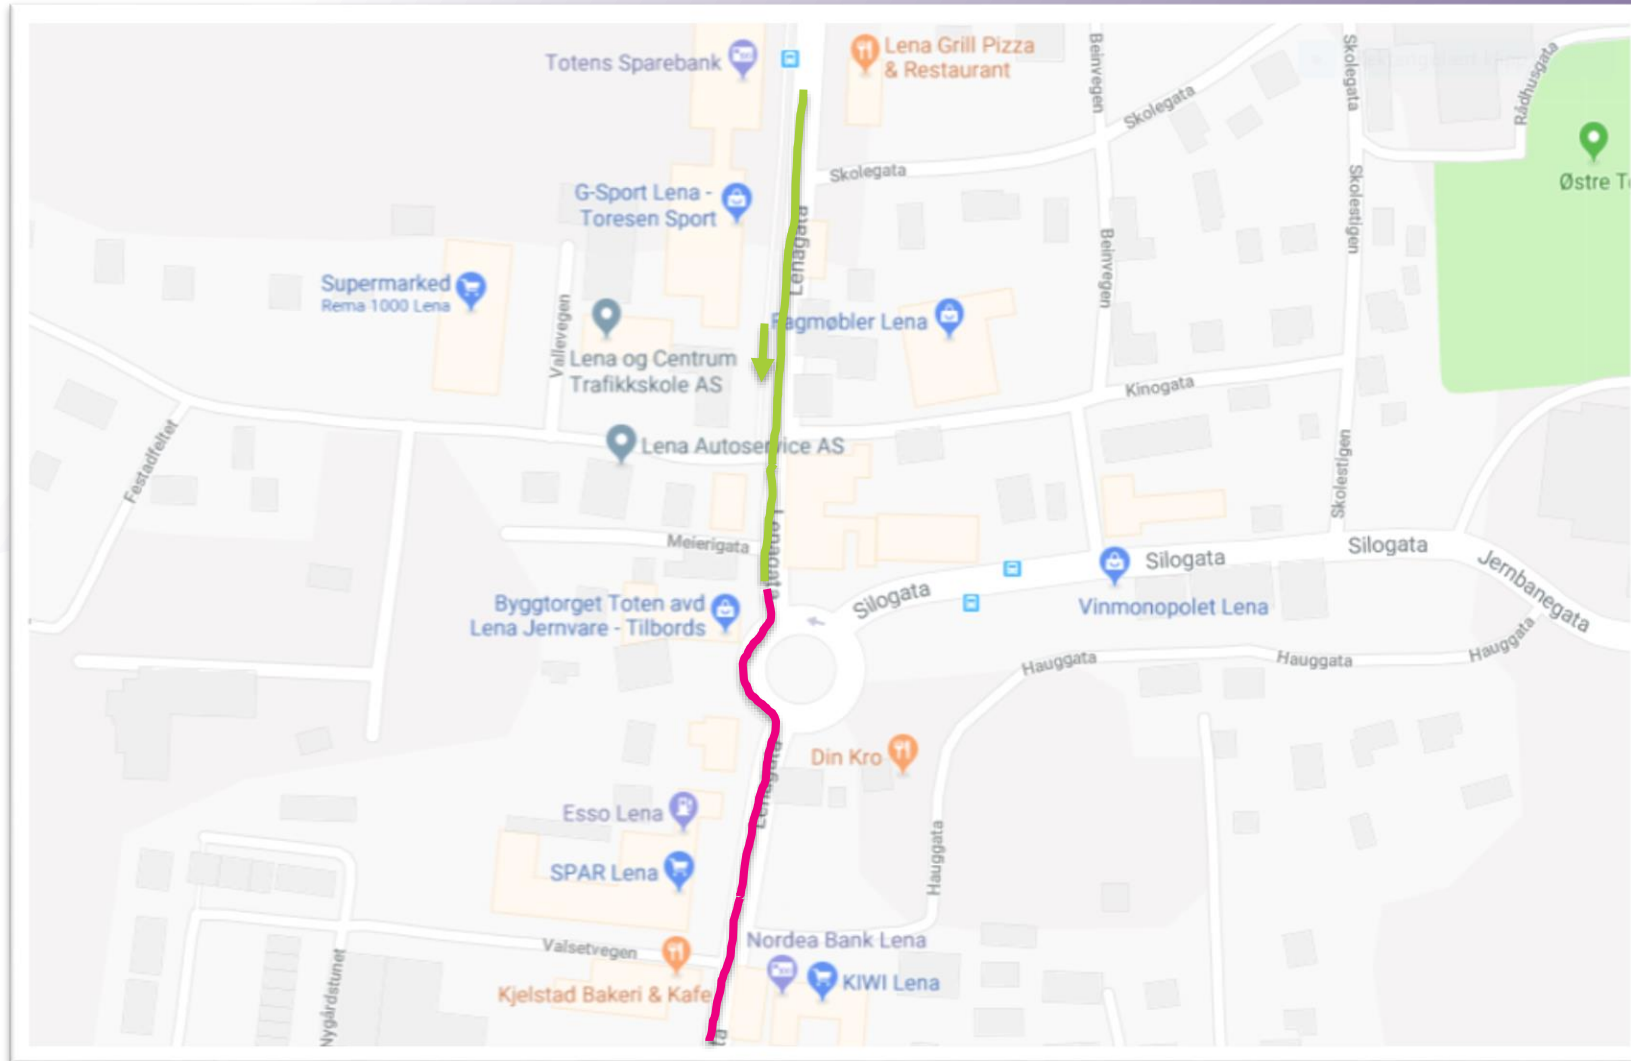 Totens Sparebank
Lena Grill Pizza
& Restaurant
Beinvegen
Skolegata
Skolegata
Rådhusgata
Skolegata
Østre
G-Sport Lena -
Toresen Sport
Lenagata
Skolestigen
Beinvegen
Supermarked
Rema 1000 Lena
Fagmøbler Lena
Vallevegen
Lena og Centrum
Trafikkskole AS
Kinogata
Lena Autoservice AS
Festadfeltet
Skolestigen
Lenagata
Meierigata
Silogata
Silogata
Silogata
Jernbanegata
Byggtorget Toten avd
Lena Jernvare - Tilbords
Vinmonopolet Lena
Hauggata
Hauggata
Hauggata
Din Kro
Lenagata
Esso Lena
SPAR Lena
Hauggata
Valsetvegen
Nordea Bank Lena
KIWI Lena
Kjelstad Bakeri & Kafe
Nygårdstunet
ta